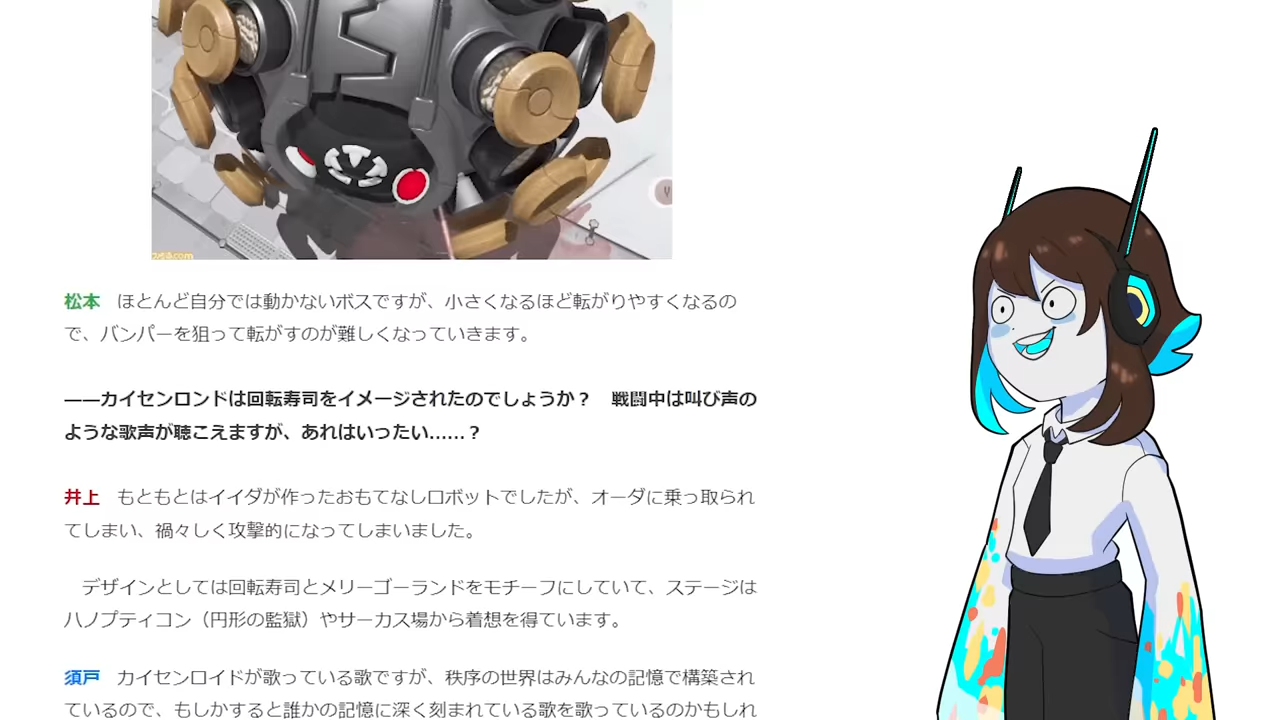 松本　ほとんど自分では動かないボスですが、小さくなるほど転がりやすくなるの
で、バンパーを狙って転がすのが難しくなっていきます。
――カイセンロンドは回転寿司をイメージされたのでしょうか？　戦闘中は叫び声の
ような歌声が聴こえますが、あれはいったい……？
井上　もともとはイイダが作ったおもてなしロボットでしたが、オーダに乗っ取られ
てしまい、禍々しく攻撃的になってしまいました。
デザインとしては回転寿司とメリーゴーランドをモチーフにしていて、ステージは
ハノプティコン（円形の監獄）やサーカス場から着想を得ています。
須戸　カイセンロイドが歌っている歌ですが、秩序の世界はみんなの記憶で構築され
ているので、もしかすると誰かの記憶に深く刻まれている歌を歌っているのかもしれ